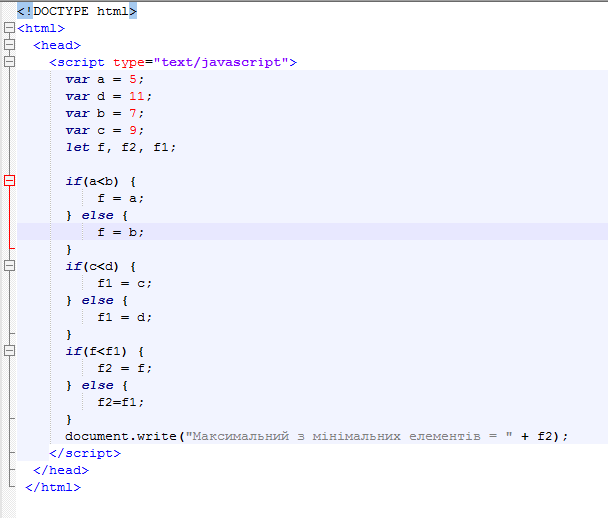 <!DOCTYPE html>
<html>
<head>
<script type="text/javascript">
var a = 5;
var d = 11;
var b = 7;
var c = 9;
let f, f2, f1;
if(a<b) {
f = a;
} else {
f = b;
}
if(c<d) {
f1 = c;
} else {
f1 = d;
}
if(f<f1) {
f2 = f;
} else {
f2=f1;
}
document.write("Максимальний з мінімальних елементів = " + f2);
</script>
</head>
</html>